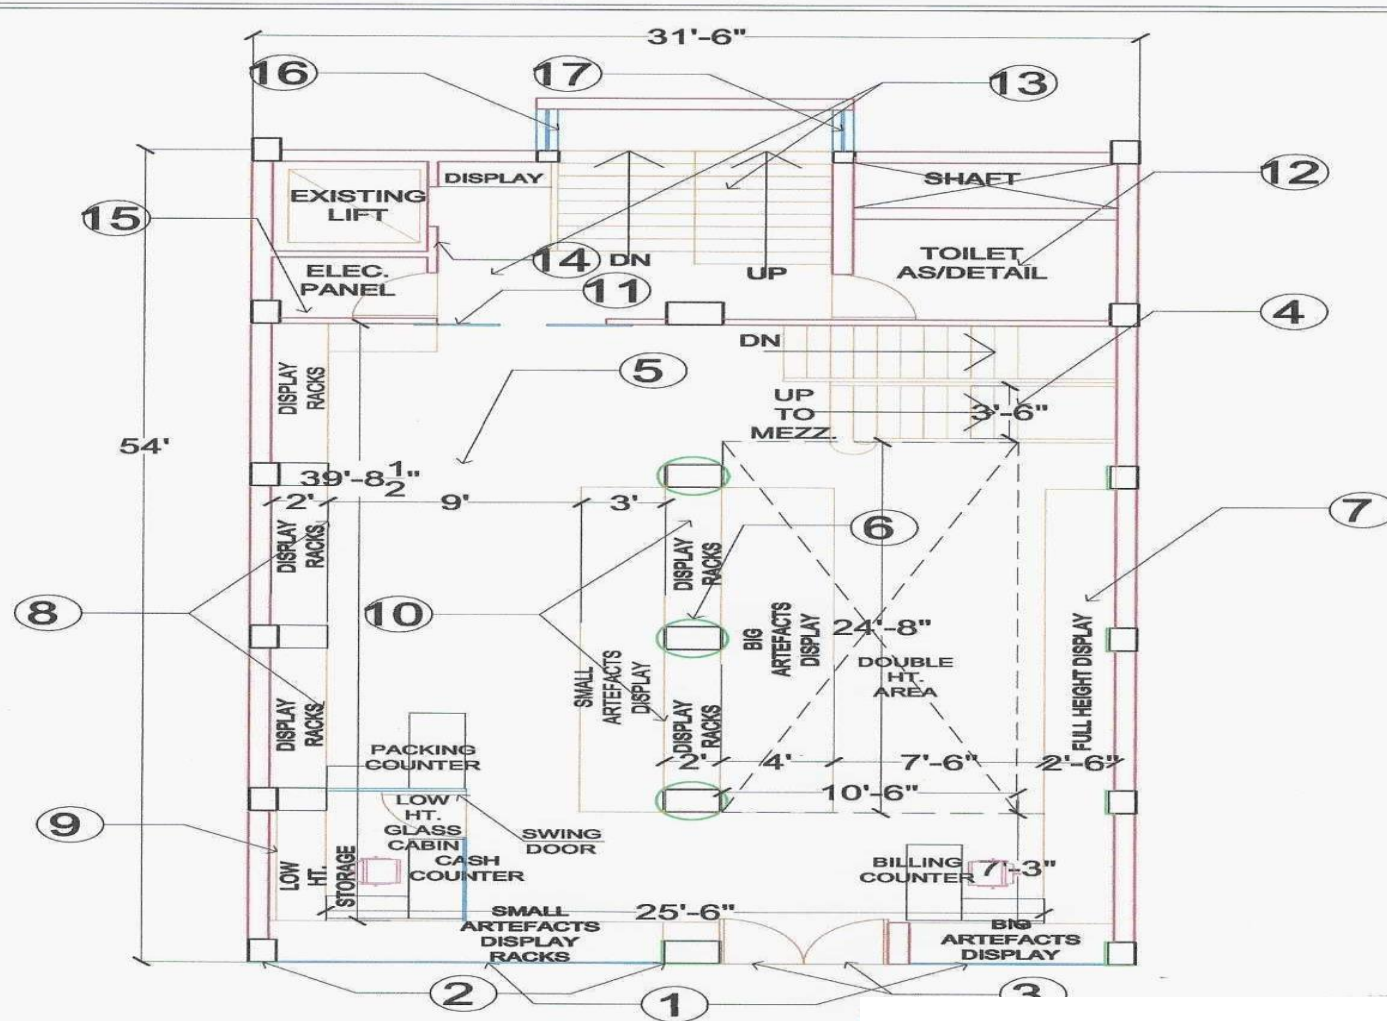 31'-6"
16
17
13
12
15
14
11
4
5
54'
6
7
8
10
9
2
1
3
EXISTING
LIFT
DISPLAY
SHAFT
TOILET
AS/DETAIL
ELEC.
PANEL
DN
UP
DN
UP
TO
MEZZ.
3'-6"
DISPLAY
RACKS
39'-8 1/2"
2'
9'
3'
DISPLAY
RACKS
DISPLAY
RACKS
BIG
ARTEFACTS
DISPLAY
24'-8"
DOUBLE
HT.
AREA
FULL HEIGHT DISPLAY
SMALL
ARTEFACTS
DISPLAY
DISPLAY
RACKS
DISPLAY
RACKS
PACKING
COUNTER
2'
4'
7'-6"
2'-6"
10'-6"
LOW
HT.
GLASS
CABIN
SWING
DOOR
CASH
COUNTER
LOW
HT.
STORAGE
BILLING
COUNTER
7'-3"
25'-6"
SMALL
ARTEFACTS
DISPLAY
RACKS
BIG
ARTEFACTS
DISPLAY